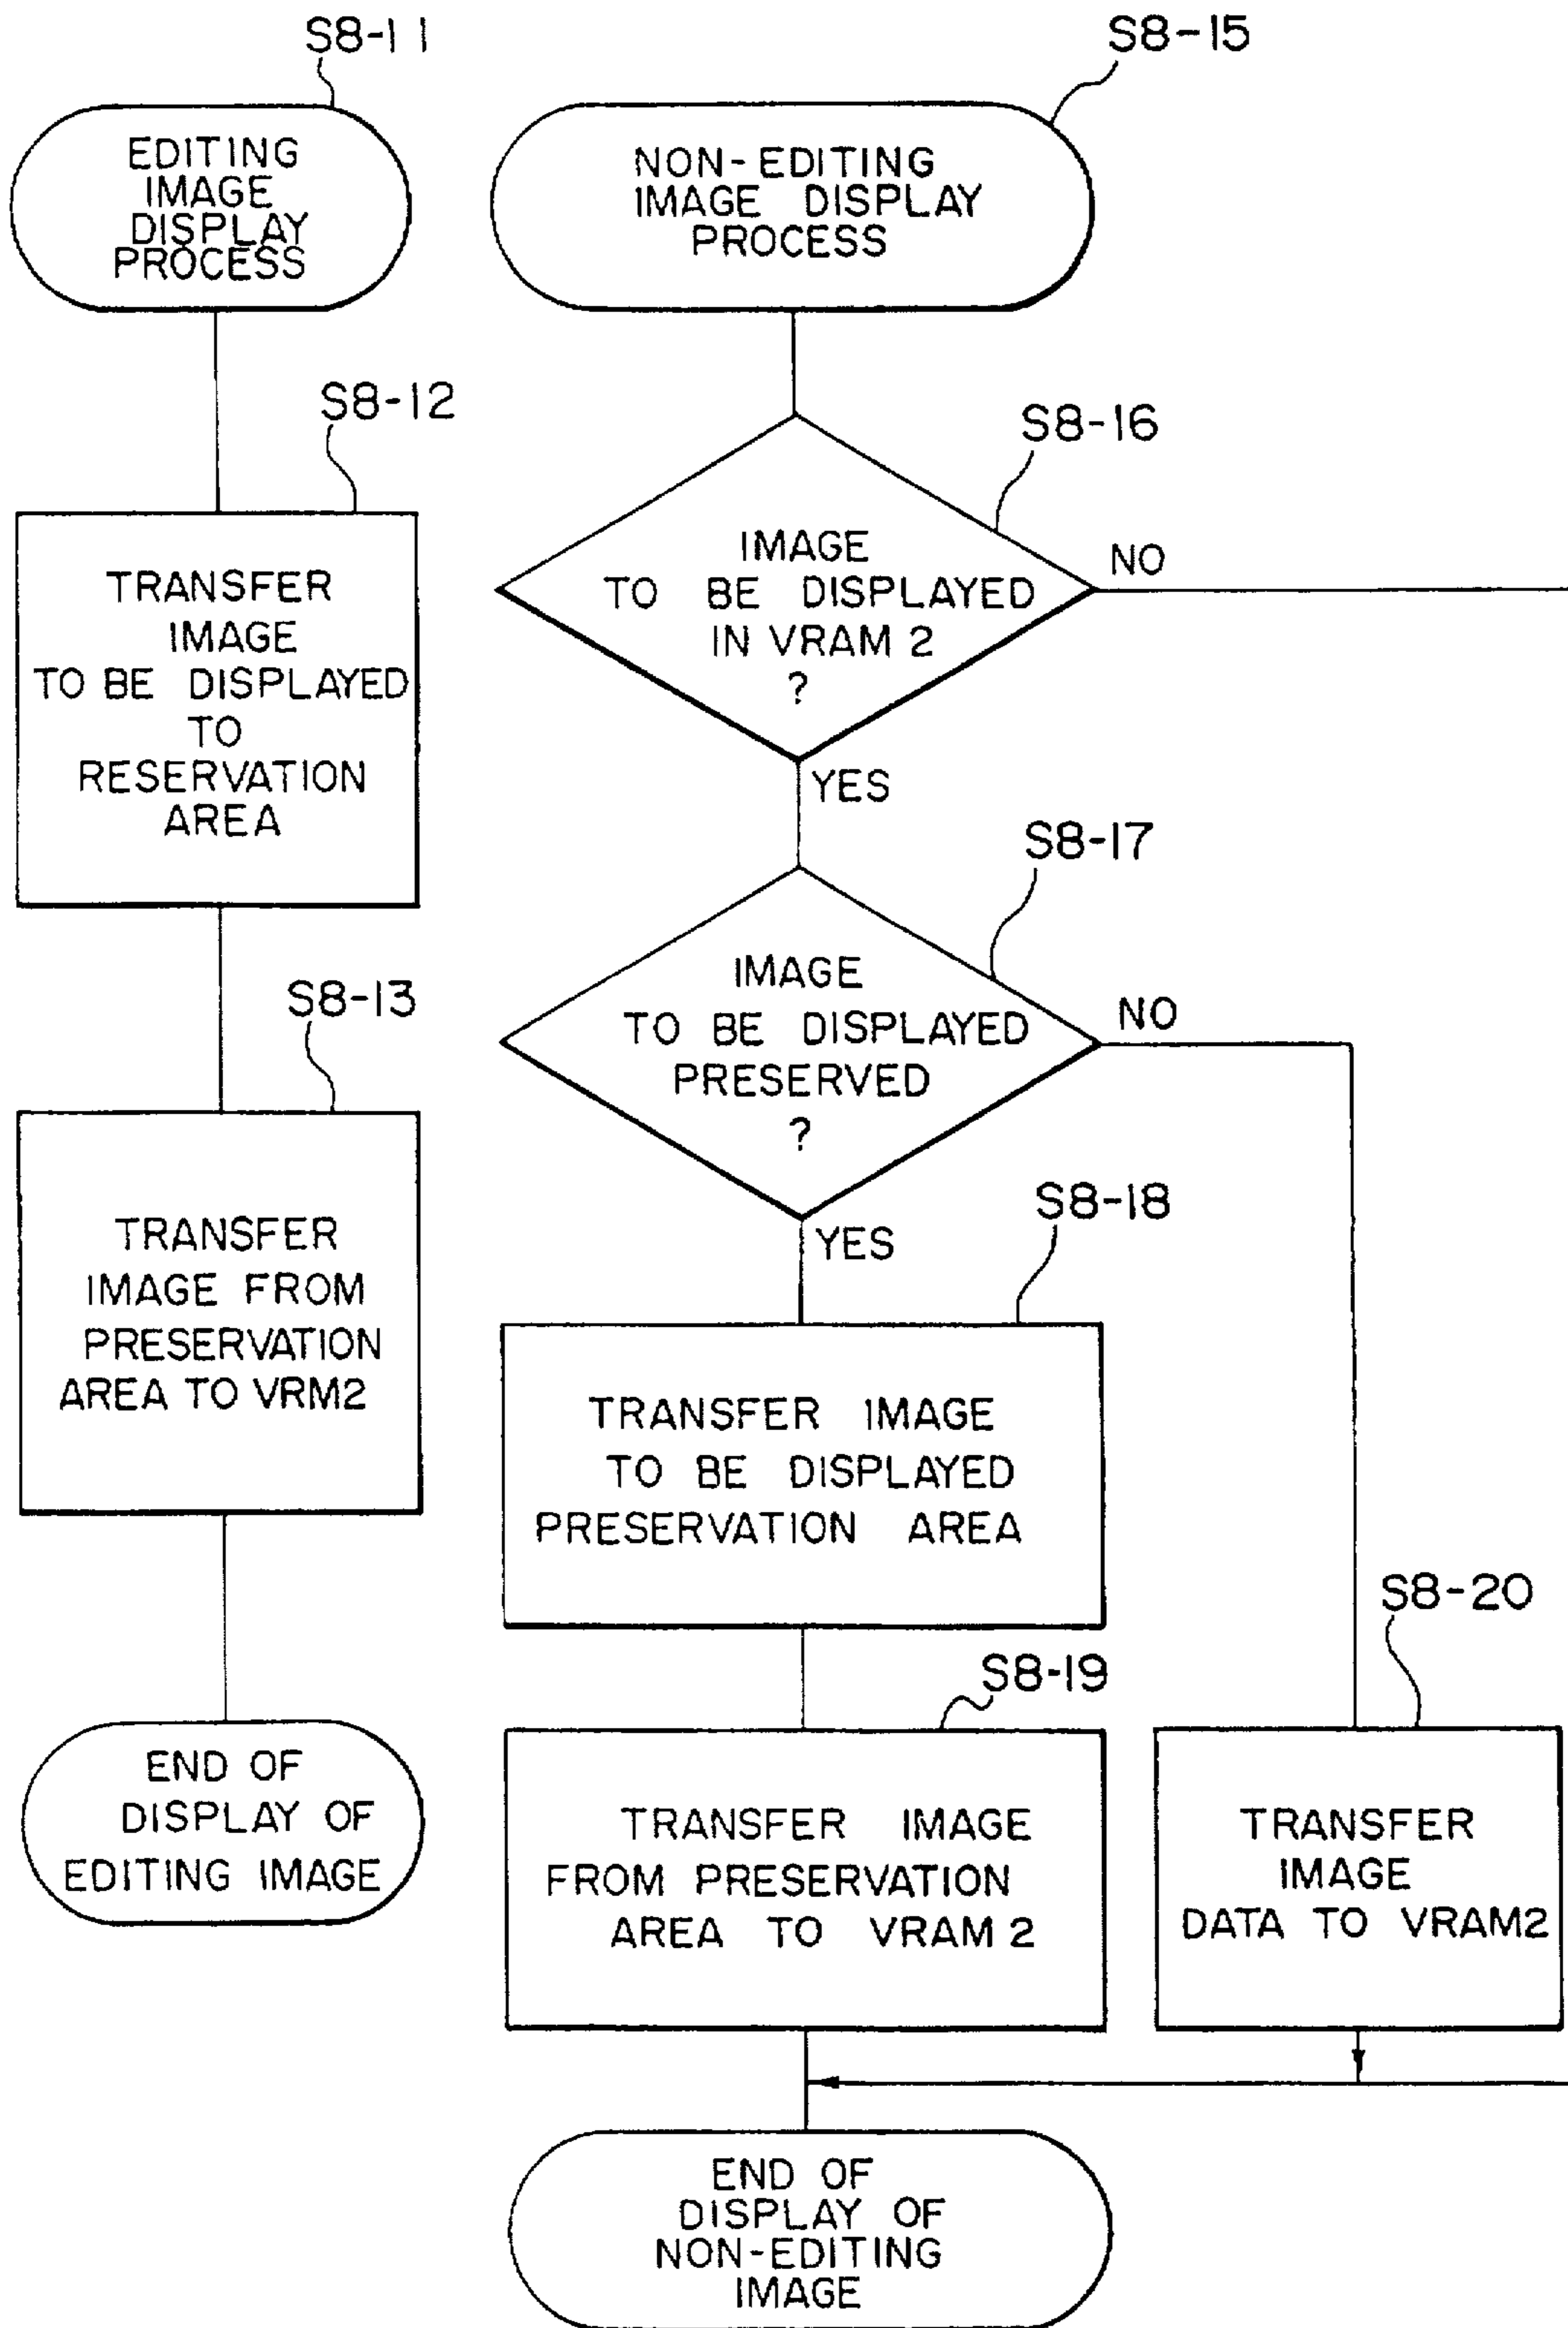 S8-11
EDITING
IMAGE
DISPLAY
PROCESS
S8-12
TRANSFER
IMAGE
TO BE DISPLAYED
TO
RESERVATION
AREA
S8-13
TRANSFER
IMAGE FROM
PRESERVATION
AREA TO VRM2
END OF
DISPLAY OF
EDITING IMAGE
S8-15
NON-EDITING
IMAGE DISPLAY
PROCESS
S8-16
IMAGE
TO BE DISPLAYED
IN VRAM 2
?
NO
YES
S8-17
IMAGE
TO BE DISPLAYED
PRESERVED
?
NO
YES
S8-18
TRANSFER IMAGE
TO BE DISPLAYED
PRESERVATION AREA
S8-19
TRANSFER IMAGE
FROM PRESERVATION
AREA TO VRAM 2
S8-20
TRANSFER
IMAGE
DATA TO VRAM2
END OF
DISPLAY OF
NON-EDITING
IMAGE